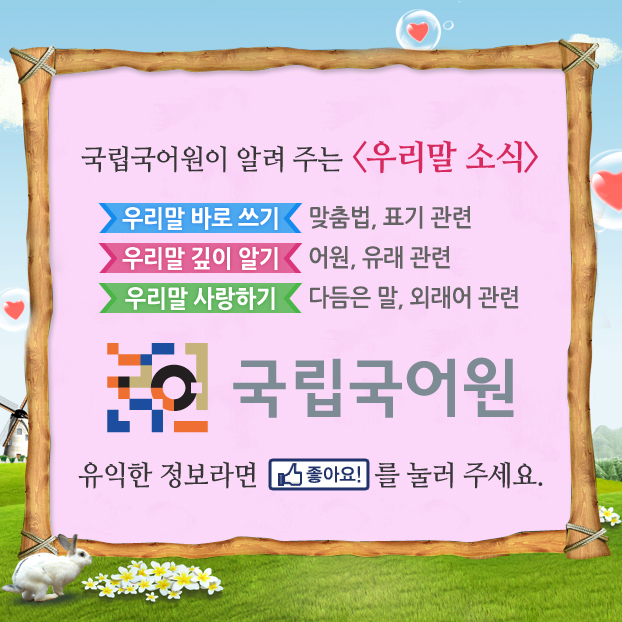 국립국어원이 알려 주는 <우리말 소식>
우리말 바로 쓰기 맞춤법, 표기 관련
우리말 깊이 알기 어원, 유래 관련
우리말 사랑하기 다듬은 말, 외래어 관련
국립국어원
유익한 정보라면 좋아요! 를 눌러 주세요.